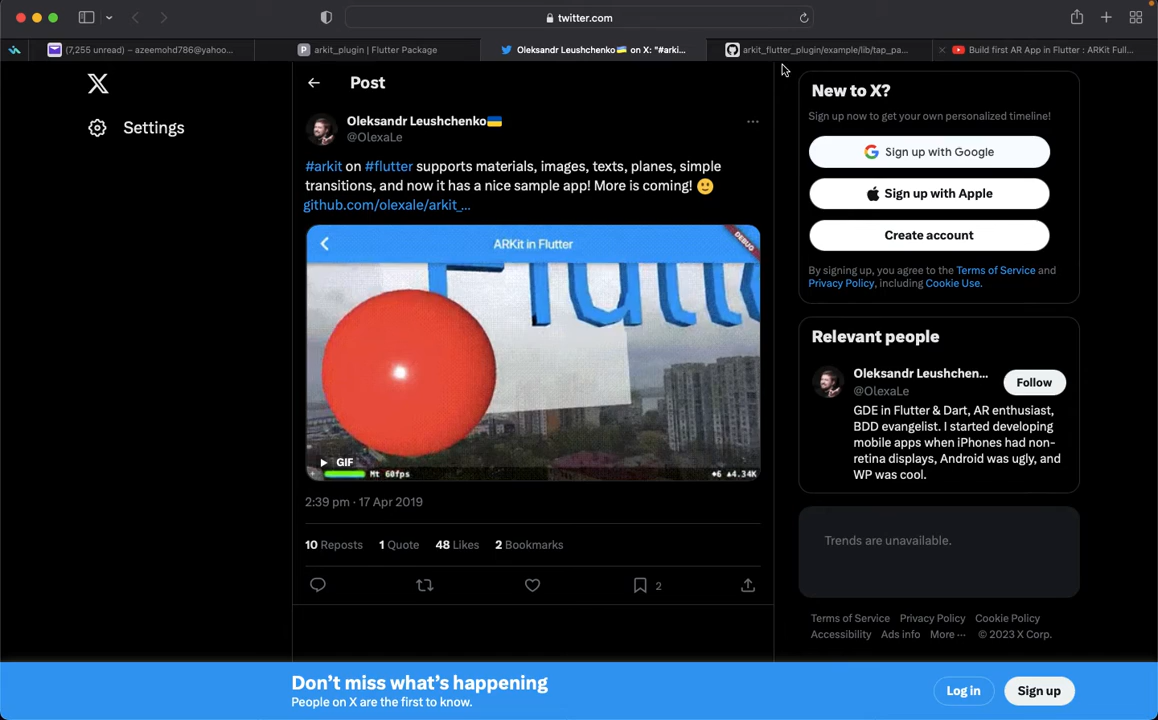 twitter.com
(7,255 unread) – azeemohd786@yahoo...
arkit_plugin | Flutter Package
Oleksandr Leushchenko🇺🇦 on X: "#arki...
arkit_flutter_plugin/example/lib/tap_pa...
Build first AR App in Flutter : ARKit Full...
Settings
Post
Oleksandr Leushchenko🇺🇦
@OlexaLe
#arkit on #flutter supports materials, images, texts, planes, simple
transitions, and now it has a nice sample app! More is coming! 🙂
github.com/olexale/arkit_...
ARKit in Flutter
DEBUG
Flutt
GIF
Mt 60fps
♦6 ▲4.34K
2:39 pm · 17 Apr 2019
10 Reposts 1 Quote 48 Likes 2 Bookmarks
2
New to X?
Sign up now to get your own personalized timeline!
Sign up with Google
Sign up with Apple
Create account
By signing up, you agree to the Terms of Service and
Privacy Policy, including Cookie Use.
Relevant people
Oleksandr Leushchen...
@OlexaLe
Follow
GDE in Flutter & Dart, AR enthusiast,
BDD evangelist. I started developing
mobile apps when iPhones had non-
retina displays, Android was ugly, and
WP was cool.
Trends are unavailable.
Terms of Service Privacy Policy Cookie Policy
Accessibility Ads info More ··· © 2023 X Corp.
Don't miss what's happening
People on X are the first to know.
Log in
Sign up